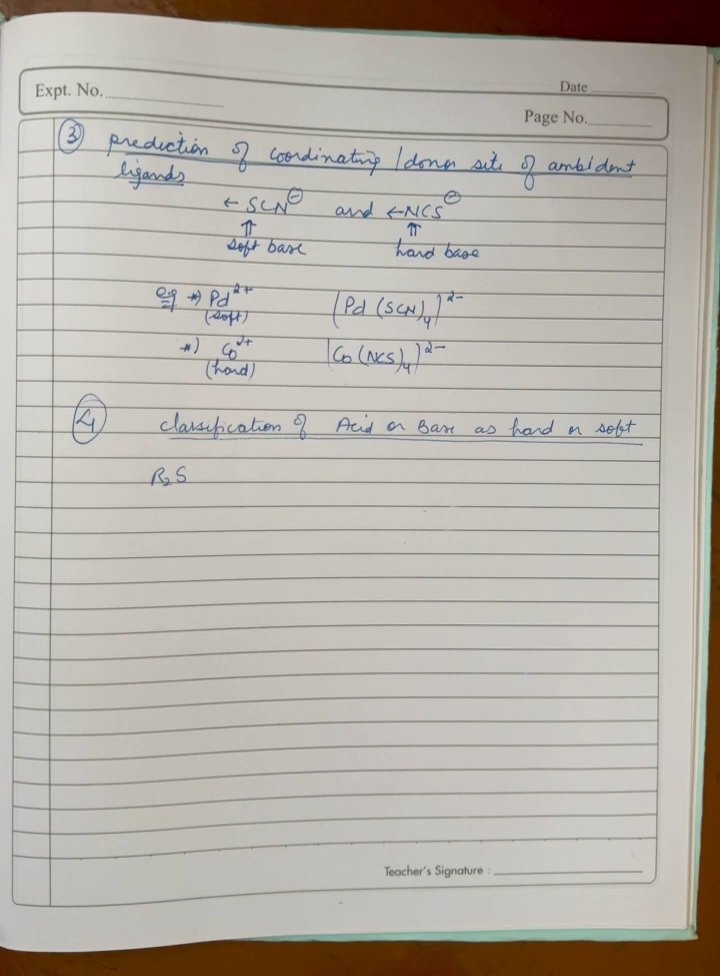 Expt. No.
Date
Page No.
③ prediction of coordinating / donor site of ambident
ligands
← SCN⊖ and ←NCS⊖
⇑ ⇑
soft base hard base
eg *) Pd²⁺ [Pd (SCN)₄]²⁻
(soft)
*) Co²⁺ [Co (NCS)₄]²⁻
(hard)
④ classification of Acid or Base as hard or soft
R₂S
Teacher's Signature :